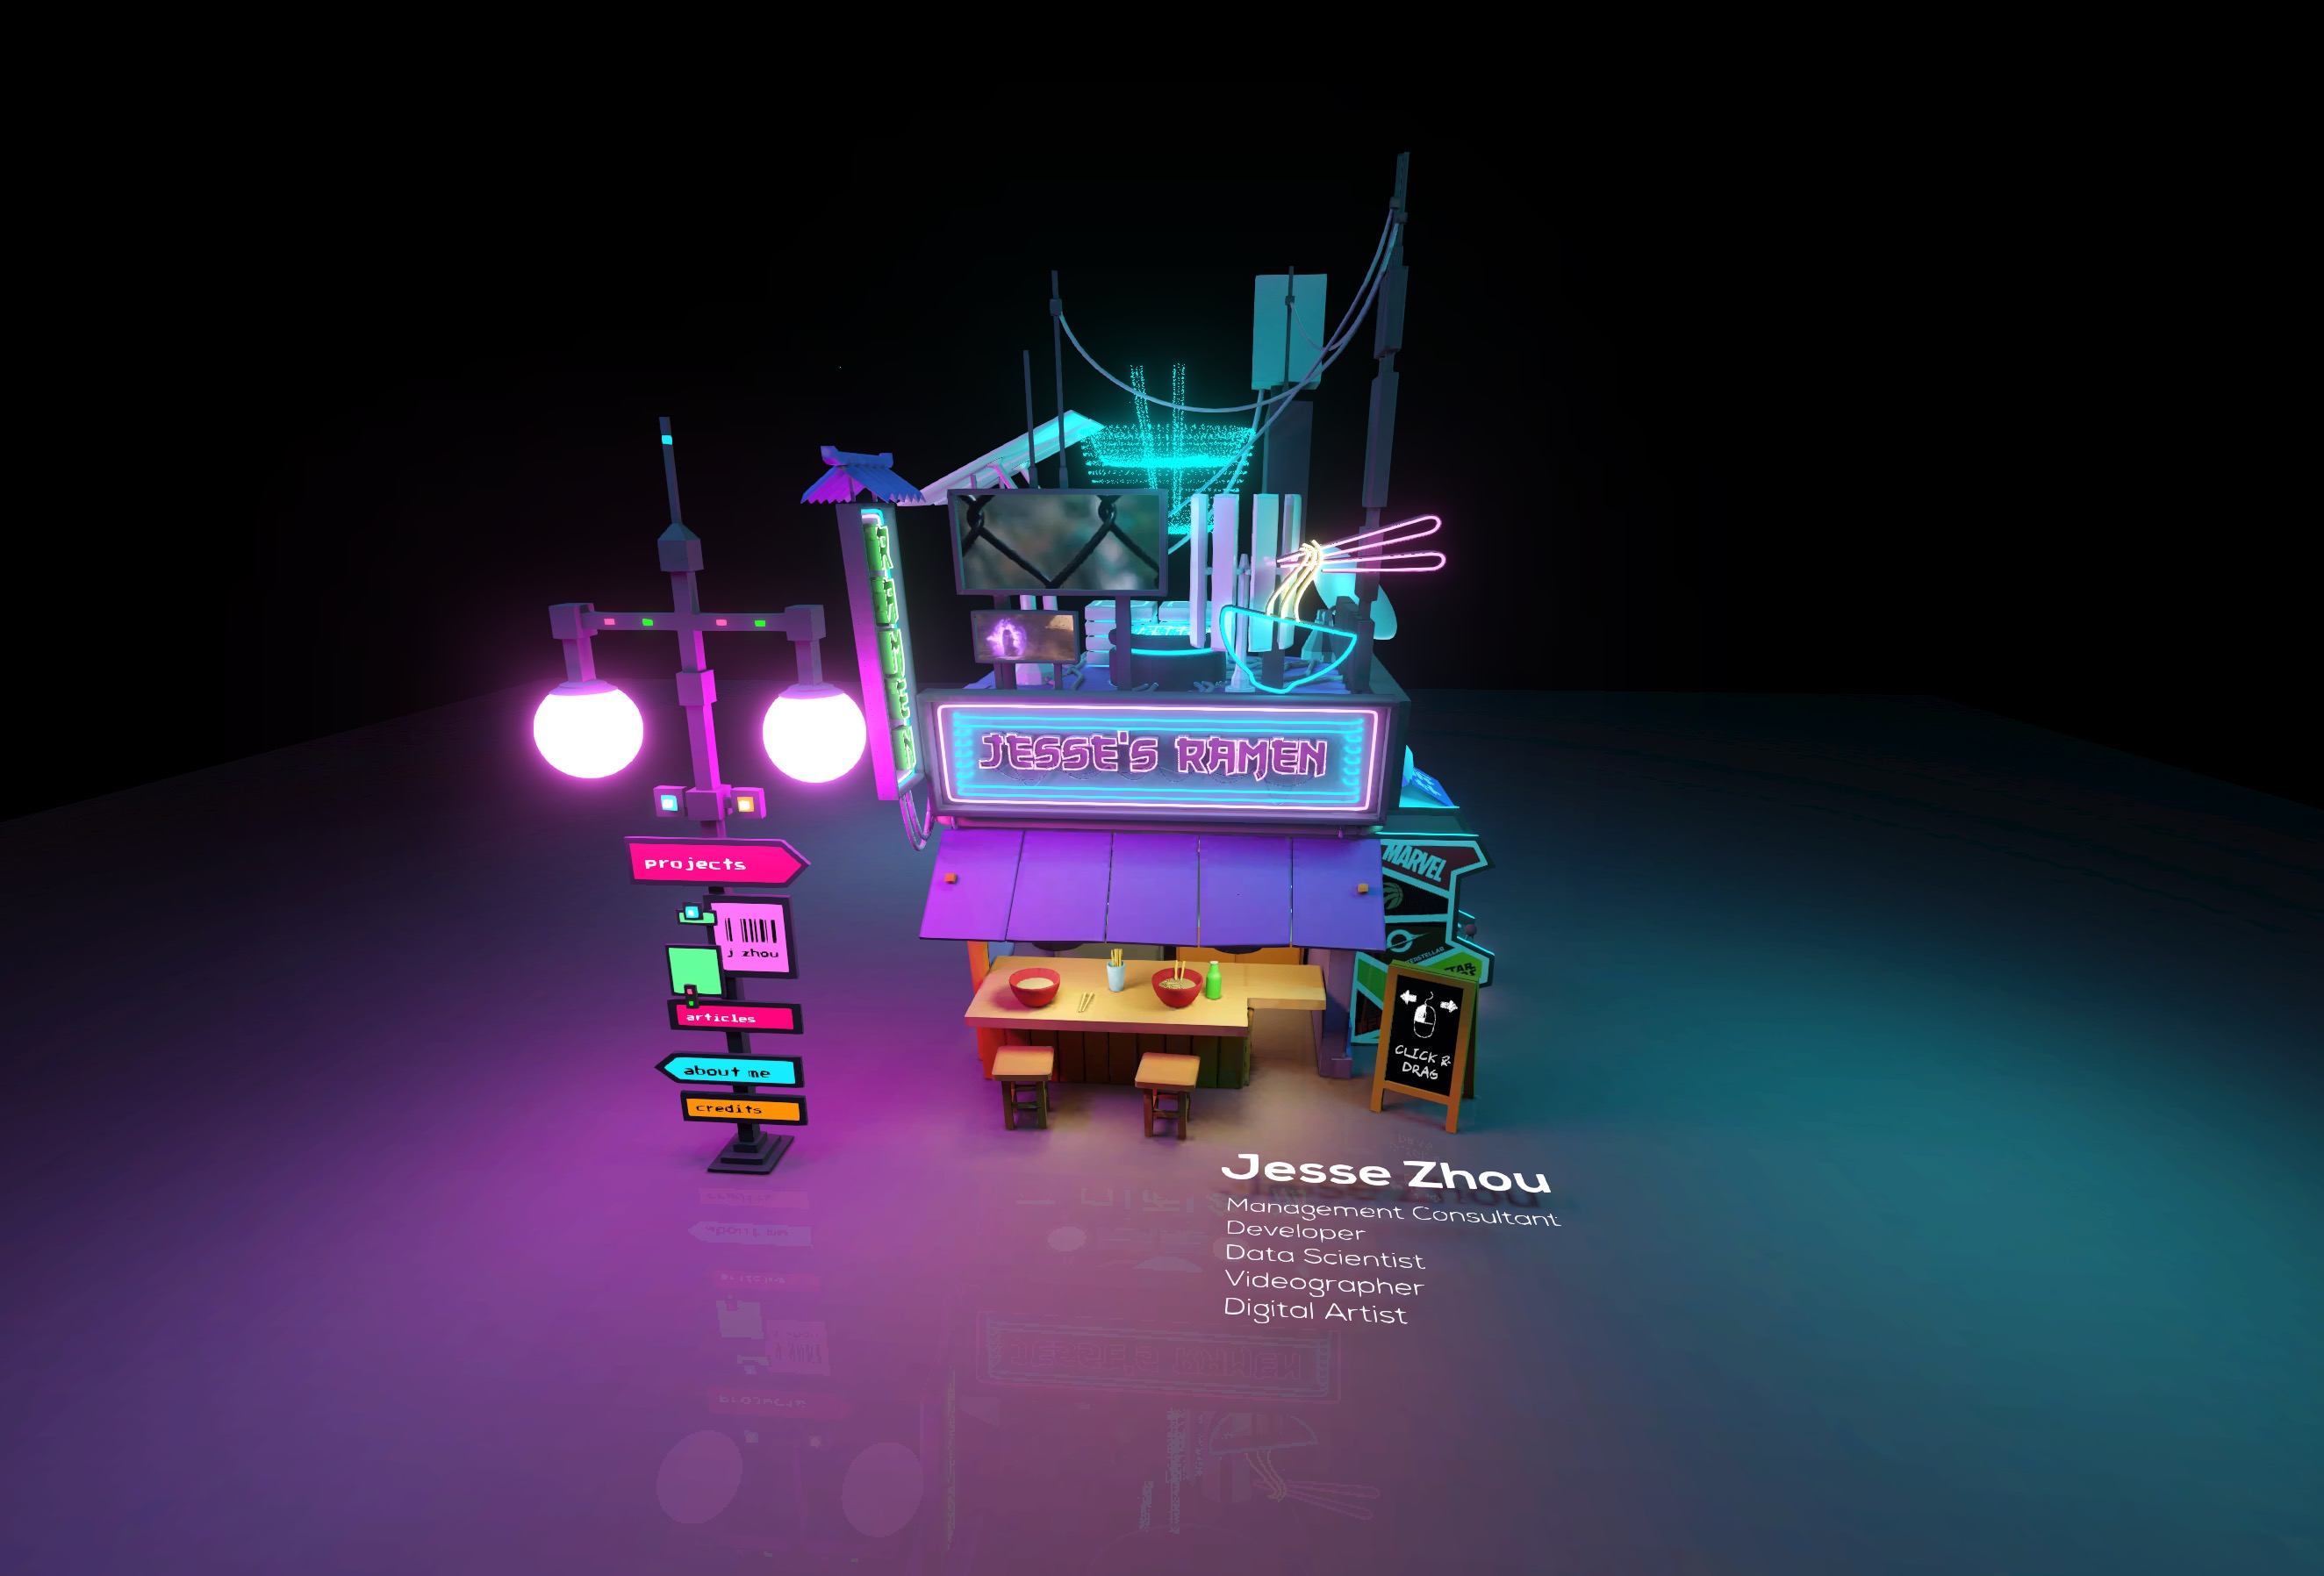 JESSE'S RAMEN
projects
j zhou
articles
about me
credits
MARVEL
STAR
CLICK &
DRAG
Jesse Zhou
Management Consultant
Developer
Data Scientist
Videographer
Digital Artist